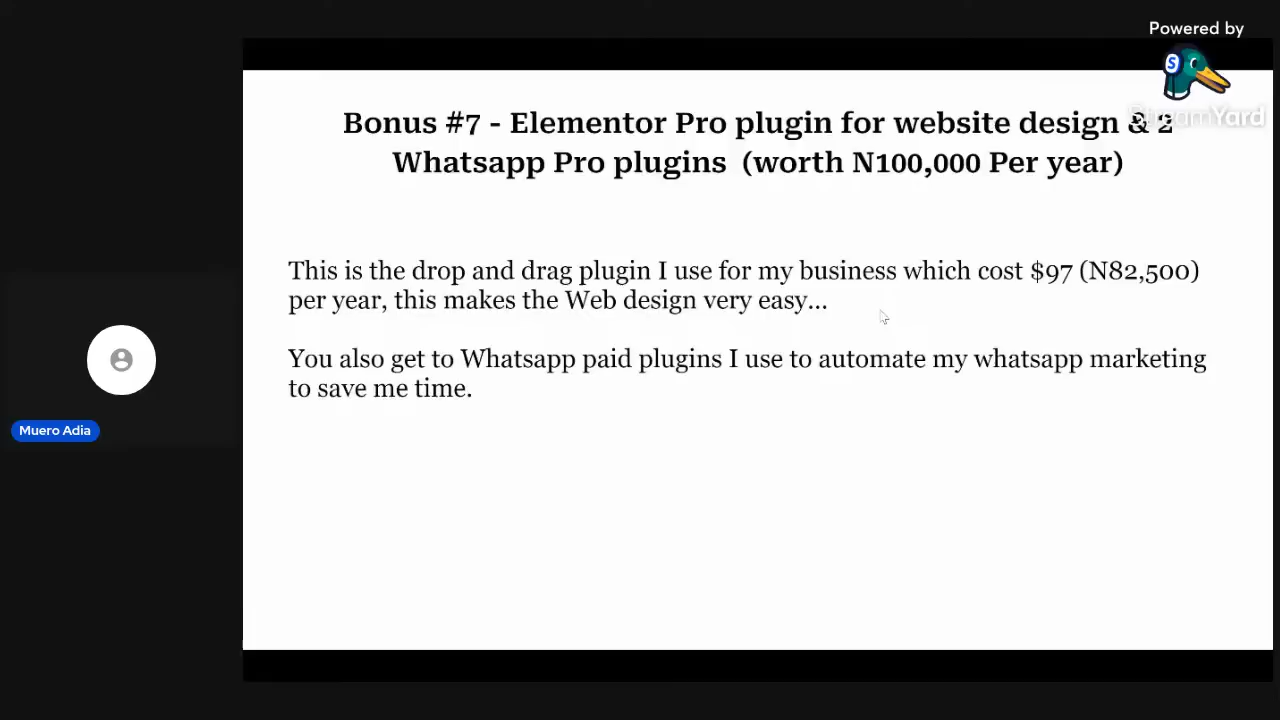 Powered by
StreamYard
Bonus #7 - Elementor Pro plugin for website design & 2
Whatsapp Pro plugins (worth N100,000 Per year)
This is the drop and drag plugin I use for my business which cost $97 (N82,500)
per year, this makes the Web design very easy...
You also get to Whatsapp paid plugins I use to automate my whatsapp marketing
to save me time.
Muero Adia